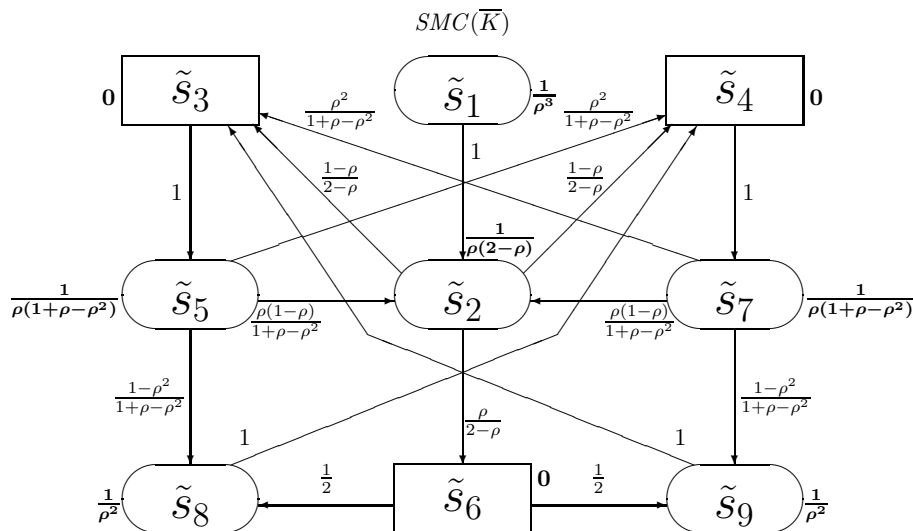 SMC(K̅)
0 s̃₃ s̃₁ 1/ρ³ s̃₄ 0
ρ²/(1+ρ−ρ²) ρ²/(1+ρ−ρ²)
1 (1−ρ)/(2−ρ) 1 (1−ρ)/(2−ρ) 1
1/(ρ(2−ρ))
1/(ρ(1+ρ−ρ²)) s̃₅ s̃₂ s̃₇ 1/(ρ(1+ρ−ρ²))
ρ(1−ρ)/(1+ρ−ρ²) ρ(1−ρ)/(1+ρ−ρ²)
(1−ρ²)/(1+ρ−ρ²) (1−ρ²)/(1+ρ−ρ²)
1 ρ/(2−ρ) 1
1/2 0 1/2
1/ρ² s̃₈ s̃₆ s̃₉ 1/ρ²